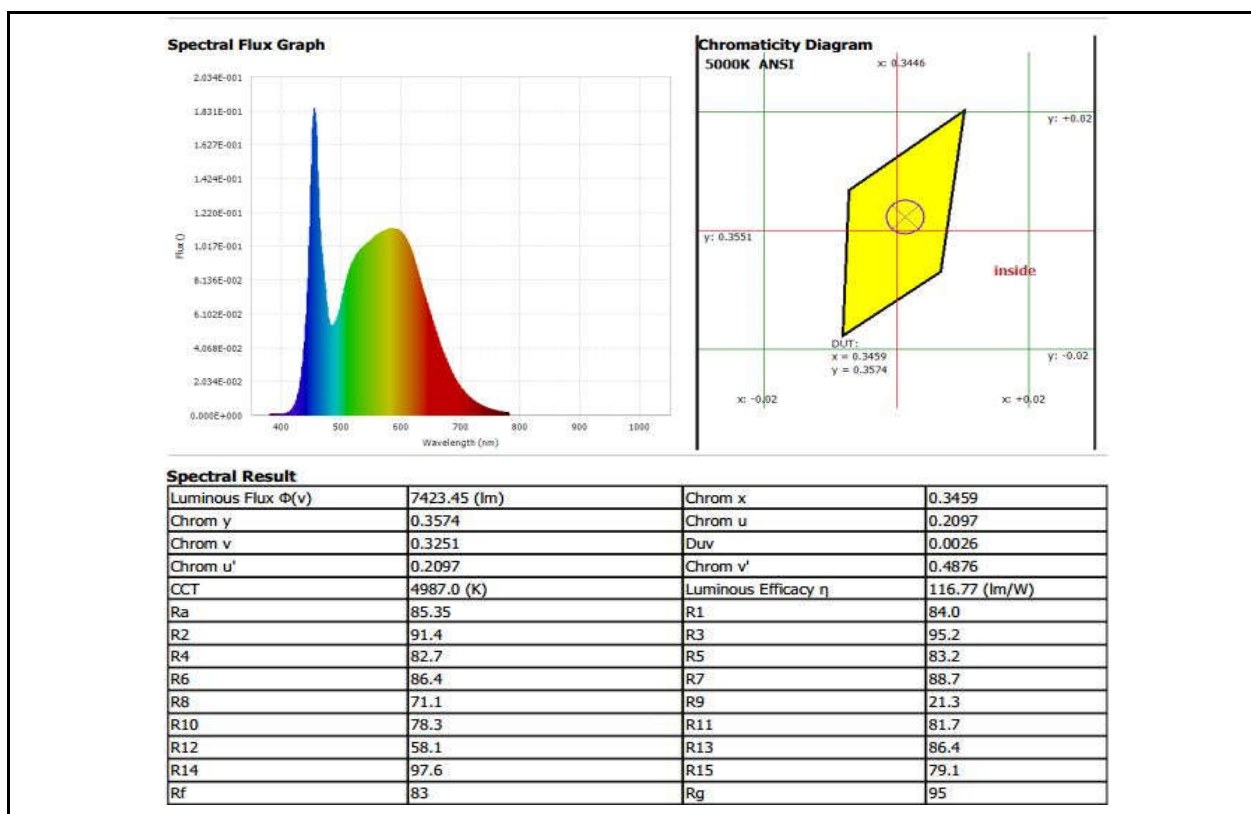 Spectral Flux Graph
2.034E-001
1.831E-001
1.627E-001
1.424E-001
1.220E-001
1.017E-001
8.136E-002
6.102E-002
4.068E-002
2.034E-002
0.000E+000
Flux()
400 500 600 700 800 900 1000
Wavelength (nm)
Chromaticity Diagram
5000K ANSI
x: 0.3446
y: +0.02
y: 0.3551
inside
DUT:
x = 0.3459
y = 0.3574
y: -0.02
x: -0.02
x: +0.02
Spectral Result
Luminous Flux Φ(v) 7423.45 (lm) Chrom x 0.3459
Chrom y 0.3574 Chrom u 0.2097
Chrom v 0.3251 Duv 0.0026
Chrom u' 0.2097 Chrom v' 0.4876
CCT 4987.0 (K) Luminous Efficacy η 116.77 (lm/W)
Ra 85.35 R1 84.0
R2 91.4 R3 95.2
R4 82.7 R5 83.2
R6 86.4 R7 88.7
R8 71.1 R9 21.3
R10 78.3 R11 81.7
R12 58.1 R13 86.4
R14 97.6 R15 79.1
Rf 83 Rg 95